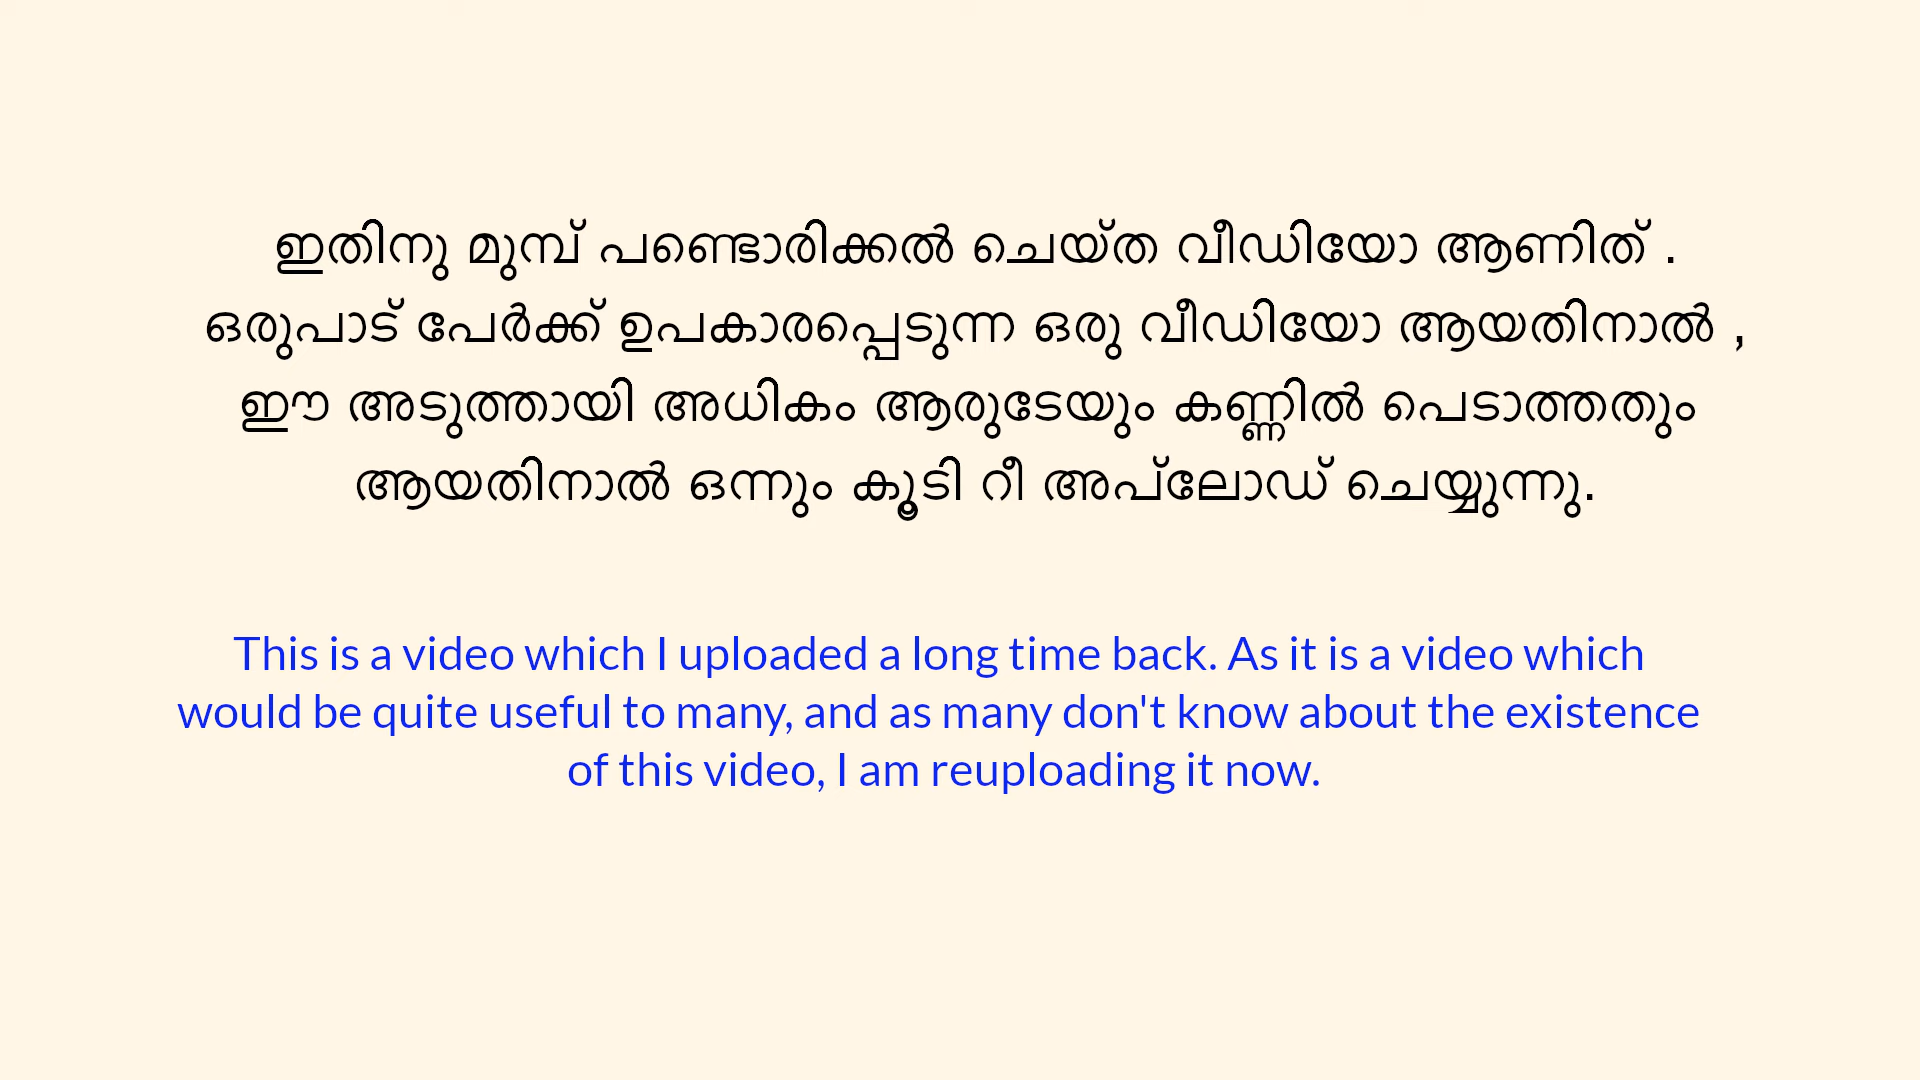 ഇതിനു മുമ്പ് പണ്ടൊരിക്കൽ ചെയ്ത വീഡിയോ ആണിത് .
ഒരുപാട് പേർക്ക് ഉപകാരപ്പെടുന്ന ഒരു വീഡിയോ ആയതിനാൽ ,
ഈ അടുത്തായി അധികം ആരുടേയും കണ്ണിൽ പെടാത്തതും
ആയതിനാൽ ഒന്നും കൂടി റീ അപ്ലോഡ് ചെയ്യുന്നു.
This is a video which I uploaded a long time back. As it is a video which
would be quite useful to many, and as many don't know about the existence
of this video, I am reuploading it now.